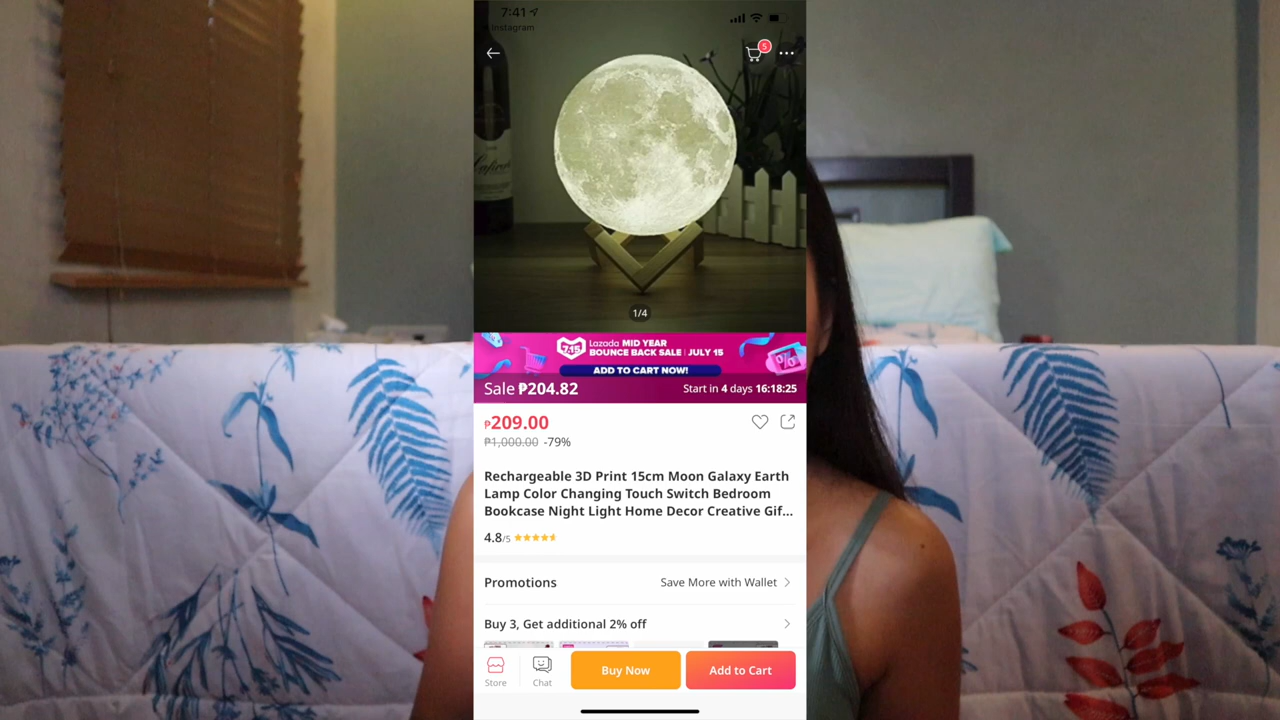 7:41
Instagram
5
1/4
Lazada MID YEAR
7.15 BOUNCE BACK SALE | JULY 15
%
ADD TO CART NOW!
Sale ₱204.82 Start in 4 days 16:18:25
₱209.00
₱1,000.00 -79%
Rechargeable 3D Print 15cm Moon Galaxy Earth
Lamp Color Changing Touch Switch Bedroom
Bookcase Night Light Home Decor Creative Gif...
4.8/5
Promotions Save More with Wallet
Buy 3, Get additional 2% off
Store Chat Buy Now Add to Cart